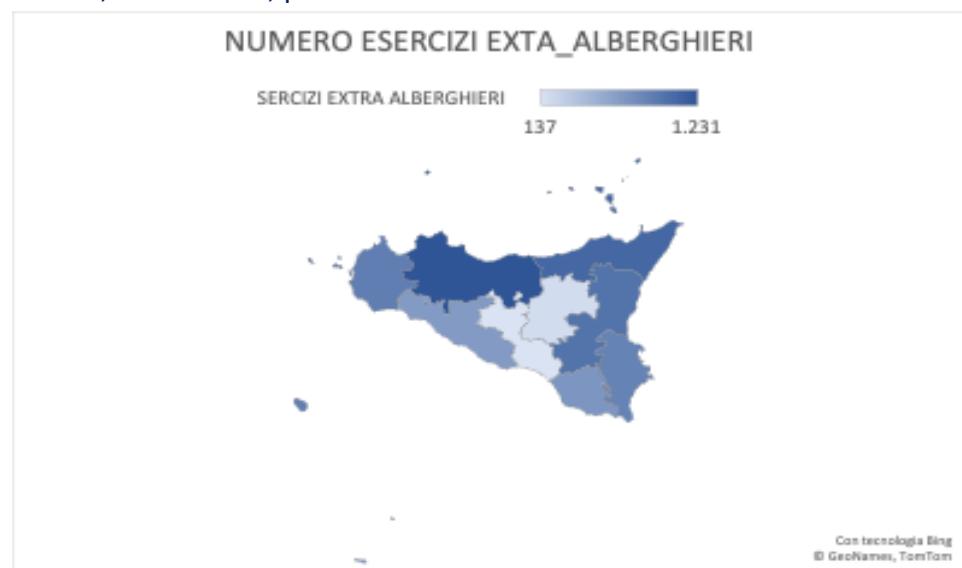 NUMERO ESERCIZI EXTA_ALBERGHIERI
SERCIZI EXTRA ALBERGHIERI
137
1.231
Con tecnologia Bing
© GeoNames, TomTom